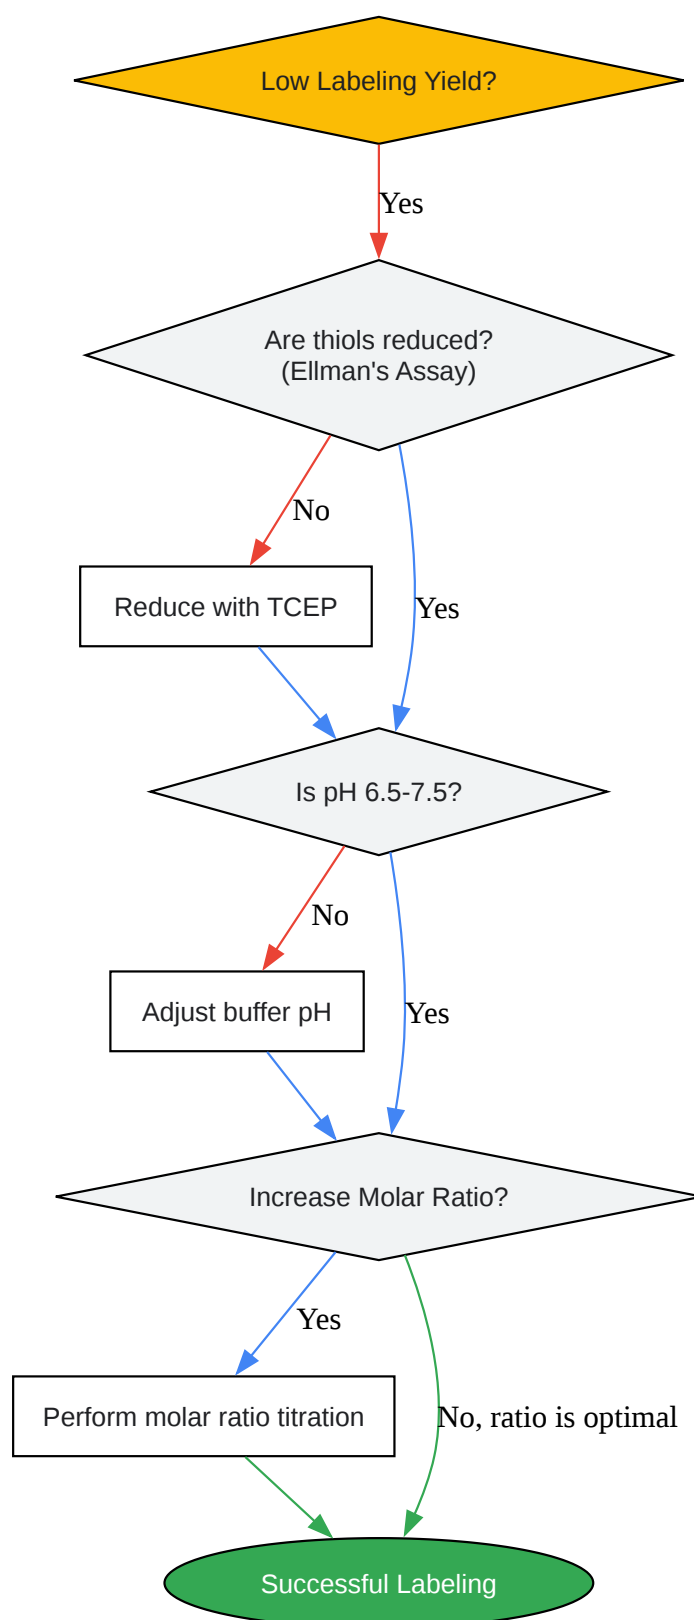 Low Labeling Yield?
Yes
Are thiols reduced?
(Ellman's Assay)
No
Reduce with TCEP
Yes
Is pH 6.5-7.5?
No
Adjust buffer pH
Yes
Increase Molar Ratio?
Yes
Perform molar ratio titration
No, ratio is optimal
Successful Labeling